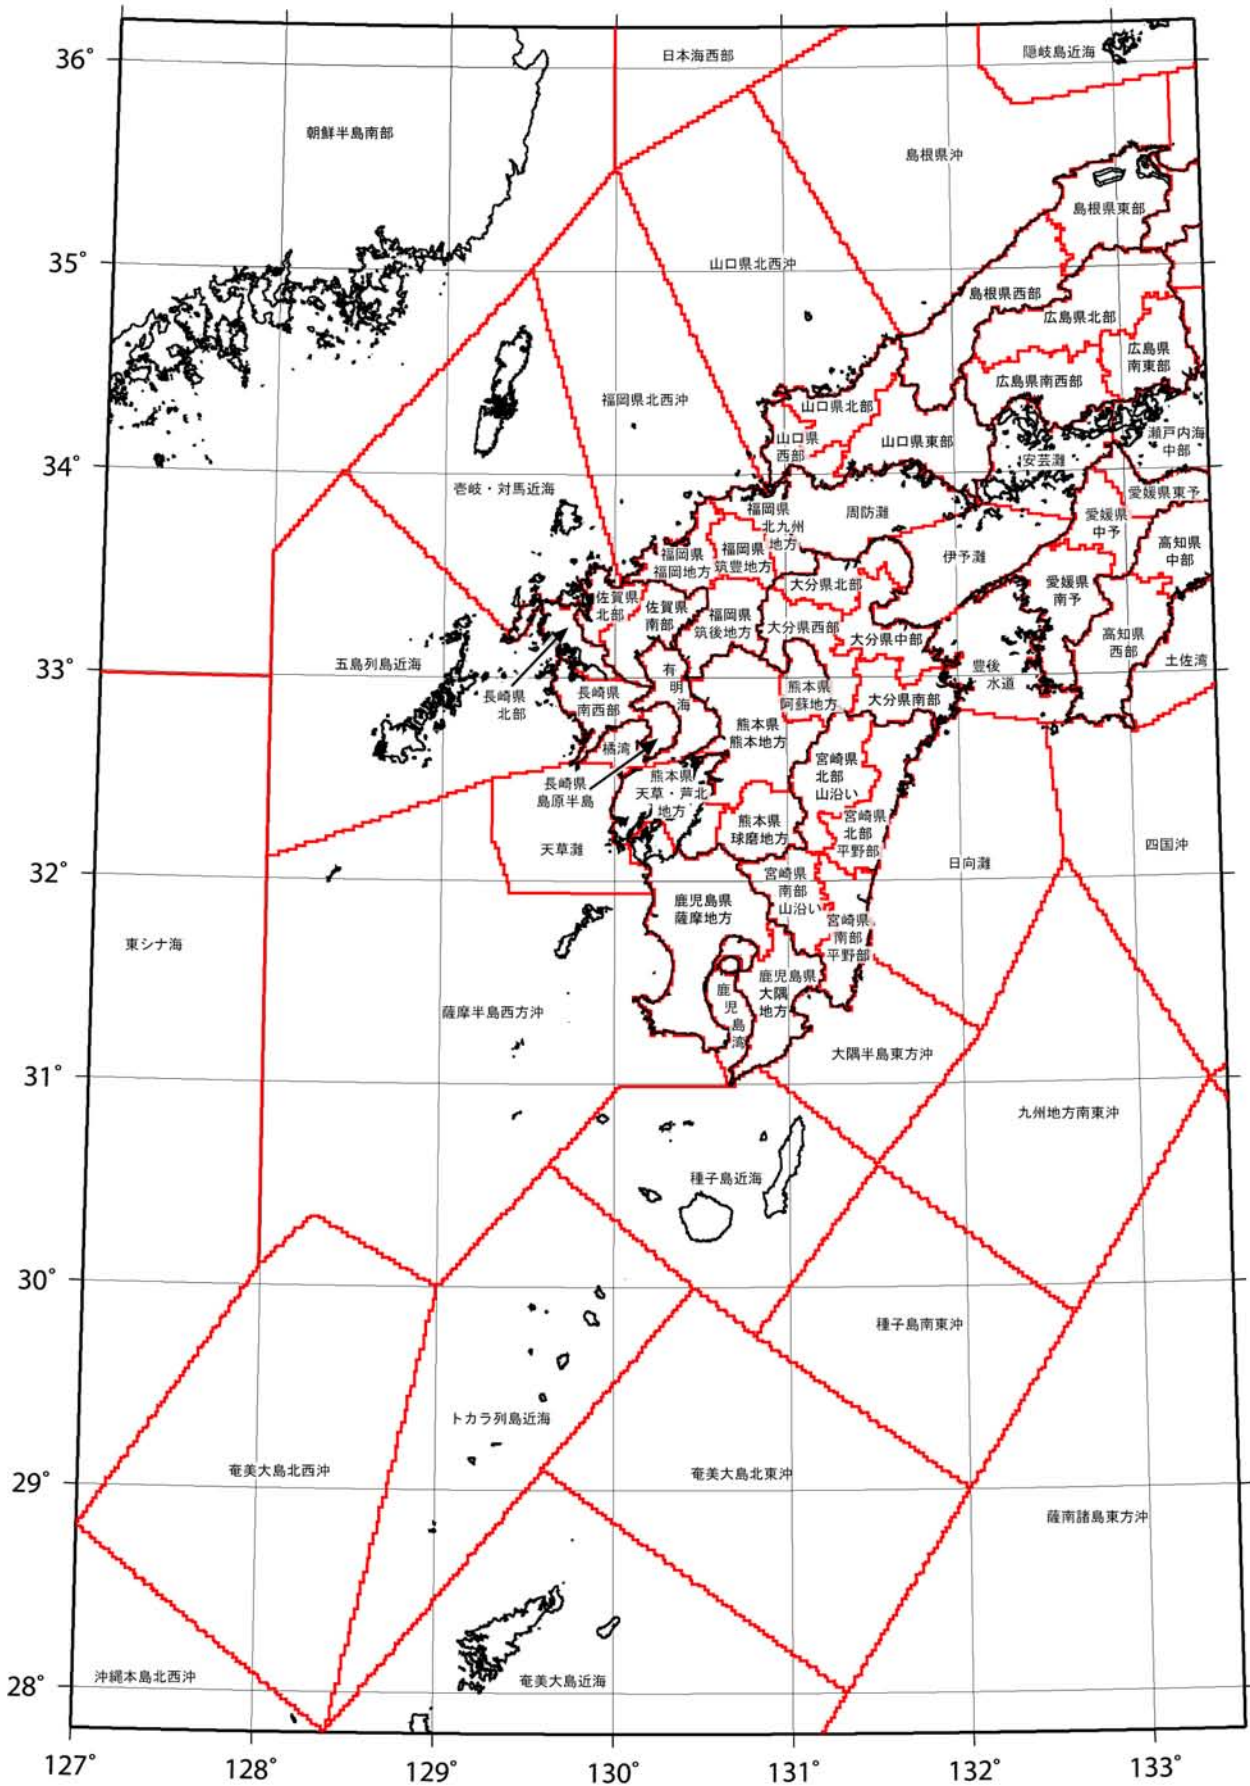 36°
日本海西部
隠岐島近海
朝鮮半島南部
島根県沖
島根県東部
35°
山口県北西沖
島根県西部
広島県北部
広島県
南東部
広島県南西部
福岡県北西沖
山口県北部
山口県
西部
山口県東部
瀬戸内海
中部
安芸灘
34°
壱岐・対馬近海
愛媛県東予
福岡県
北九州
地方
周防灘
愛媛県
中予
高知県
中部
福岡県
福岡地方
福岡県
筑豊地方
伊予灘
大分県北部
愛媛県
南予
佐賀県
北部
佐賀県
南部
福岡県
筑後地方
大分県西部
大分県中部
高知県
西部
33°
五島列島近海
土佐湾
有
明
海
豊後
水道
長崎県
北部
長崎県
南西部
熊本県
阿蘇地方
大分県南部
熊本県
熊本地方
橘湾
宮崎県
北部
山沿い
長崎県
島原半島
熊本県
天草・芦北
地方
熊本県
球磨地方
宮崎県
北部
平野部
天草灘
日向灘
四国沖
32°
宮崎県
南部
山沿い
鹿児島県
薩摩地方
宮崎県
南部
平野部
東シナ海
鹿児島県
大隅
地方
鹿
児
島
湾
薩摩半島西方沖
大隅半島東方沖
31°
九州地方南東沖
種子島近海
30°
種子島南東沖
トカラ列島近海
奄美大島北西沖
奄美大島北東沖
29°
薩南諸島東方沖
沖縄本島北西沖
奄美大島近海
28°
127°
128°
129°
130°
131°
132°
133°